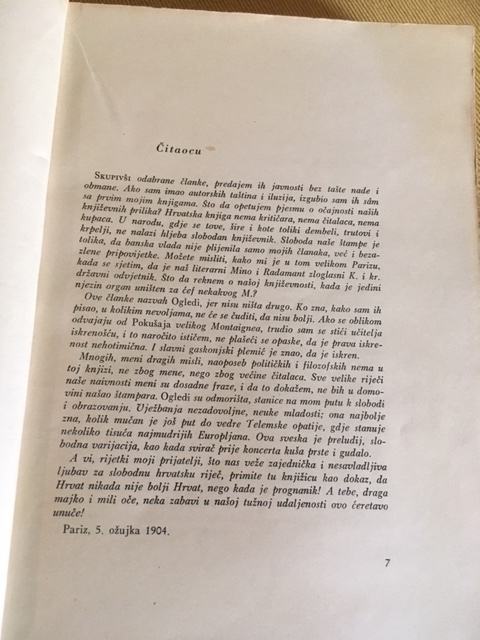 Čitaocu
SKUPIVŠI odabrane članke, predajem ih javnosti bez tašte nade i
obmane. Ako sam imao autorskih taština i iluzija, izgubio sam ih sâm
sa prvim mojim knjigama. Što da opetujem pjesmu o očajnosti naših
književnih prilika? Hrvatska knjiga nema kritičara, nema čitalaca, nema
kupaca. U narodu, gdje se tove, šire i kote toliki dembeli, trutovi i
krpelji, ne nalazi hljeba slobodan književnik. Sloboda naše štampe je
tolika, da banska vlada nije plijenila samo mojih članaka, već i beza-
zlene pripovijetke. Možete misliti, kako mi je u tom velikom Parizu,
kada se sjetim, da je naš literarni Mino i Radamant zloglasni K. i kr.
državni odvjetnik. Što da reknem o našoj književnosti, kada je jedini
njezin organ uništen za čef nekakvog M.?
Ove članke nazvah Ogledi, jer nisu ništa drugo. Ko zna, kako sam ih
pisao, u kolikim nevoljama, ne će se čuditi, da nisu bolji. Ako se oblikom
odvajaju od Pokušaja velikog Montaignea, trudio sam se stići učitelja
iskrenošću, i to naročito ističem, ne plašeći se opaske, da je prava iskre-
nost nehotimična. I slavni gaskonjski plemić je znao, da je iskren.
Mnogih, meni dragih misli, naoposeb političkih i filozofskih nema u
toj knjizi, ne zbog mene, nego zbog većine čitalaca. Sve velike riječi
naše naivnosti meni su dosadne fraze, i da to dokažem, ne bih u domo-
vini našao štampara. Ogledi su odmorišta, stanice na mom putu k slobodi
i obrazovanju. Vježbanja nezadovoljne, neuke mladosti; ona najbolje
zna, kolik mučan je još put do vedre Telemske opatije, gdje stanuje
nekoliko tisuća najmudrijih Europljana. Ova sveska je preludij, slo-
bodna varijacija, kao kada svirač prije koncerta kuša prste i gudalo.
A vi, rijetki moji prijatelji, što nas veže zajednička i nesavladljiva
ljubav za slobodnu hrvatsku riječ, primite tu knjižicu kao dokaz, da
Hrvat nikada nije bolji Hrvat, nego kada je prognanik! A tebe, draga
majko i mili oče, neka zabavi u našoj tužnoj udaljenosti ovo ćeretavo
unuče!
Pariz, 5. ožujka 1904.
7